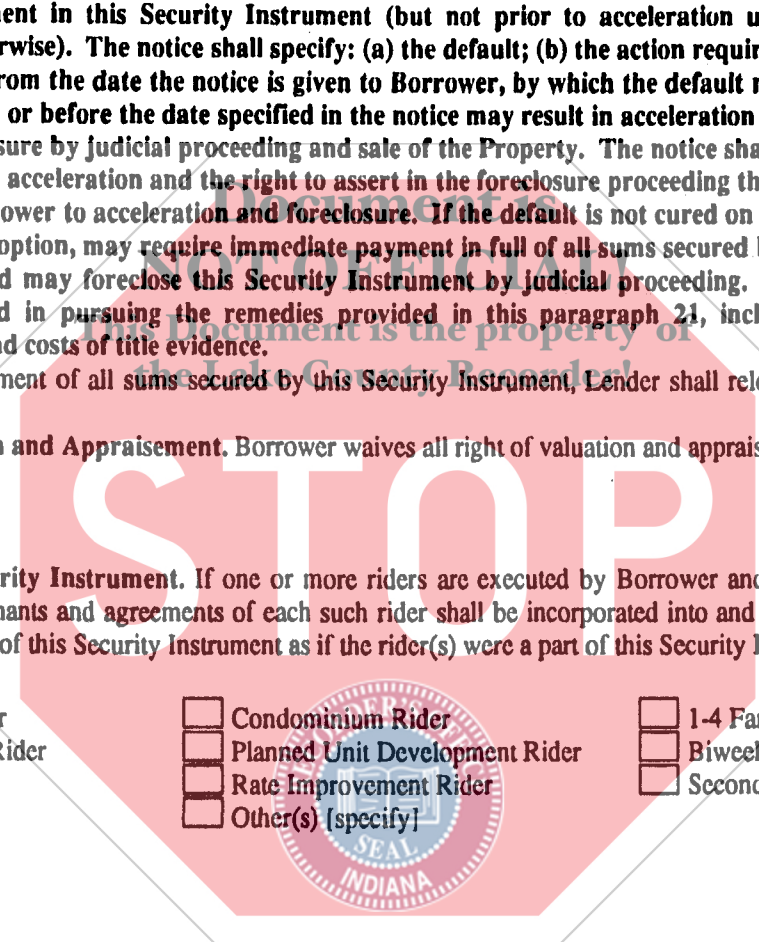 ent in this Security Instrument (but not prior to acceleration u
rwise). The notice shall specify: (a) the default; (b) the action requir
rom the date the notice is given to Borrower, by which the default
or before the date specified in the notice may result in acceleration
sure by judicial proceeding and sale of the Property. The notice sha
acceleration and the right to assert in the foreclosure proceeding th
Document is
ower to acceleration and foreclosure. If the default is not cured on
option, may require immediate payment in full of all sums secured
NOT OFFICIAL!
d may foreclose this Security Instrument by judicial proceeding.
d in pursuing the remedies provided in this paragraph 21, incl
This Document is the property of
d costs of title evidence.
the Lake County Recorder!
ment of all sums secured by this Security Instrument, Lender shall rel
and Appraisement. Borrower waives all right of valuation and apprais
STOP
rity Instrument. If one or more riders are executed by Borrower and
nants and agreements of each such rider shall be incorporated into and
of this Security Instrument as if the rider(s) were a part of this Security I
r Condominium Rider 1-4 Fa
Rider Planned Unit Development Rider Biweek
Rate Improvement Rider Second
Other(s) [specify]
RECORDER'S OFFICE
SEAL
INDIANA